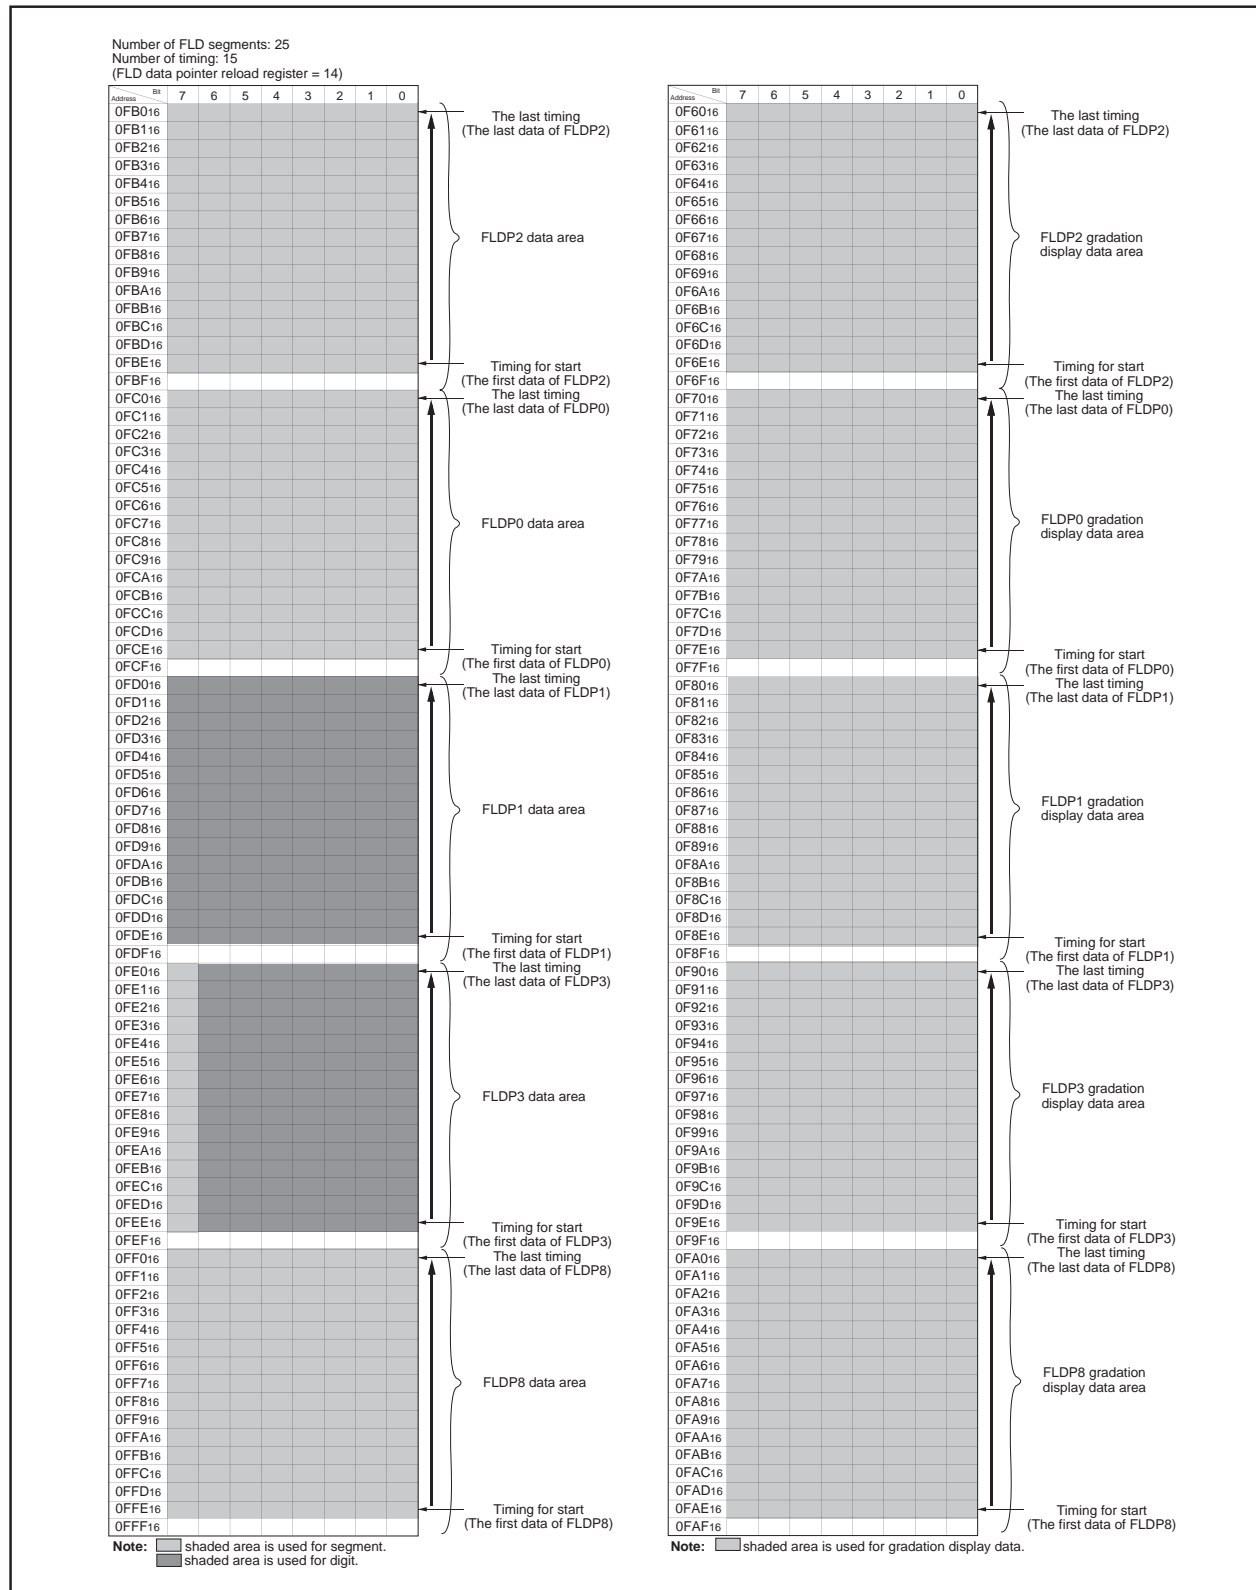 Number of FLD segments: 25
Number of timing: 15
(FLD data pointer reload register = 14)
Bit
Address
7 6 5 4 3 2 1 0
0FB016
0FB116
0FB216
0FB316
0FB416
0FB516
0FB616
0FB716
0FB816
0FB916
0FBA16
0FBB16
0FBC16
0FBD16
0FBE16
0FBF16
0FC016
0FC116
0FC216
0FC316
0FC416
0FC516
0FC616
0FC716
0FC816
0FC916
0FCA16
0FCB16
0FCC16
0FCD16
0FCE16
0FCF16
0FD016
0FD116
0FD216
0FD316
0FD416
0FD516
0FD616
0FD716
0FD816
0FD916
0FDA16
0FDB16
0FDC16
0FDD16
0FDE16
0FDF16
0FE016
0FE116
0FE216
0FE316
0FE416
0FE516
0FE616
0FE716
0FE816
0FE916
0FEA16
0FEB16
0FEC16
0FED16
0FEE16
0FEF16
0FF016
0FF116
0FF216
0FF316
0FF416
0FF516
0FF616
0FF716
0FF816
0FF916
0FFA16
0FFB16
0FFC16
0FFD16
0FFE16
0FFF16
The last timing
(The last data of FLDP2)
FLDP2 data area
Timing for start
(The first data of FLDP2)
The last timing
(The last data of FLDP0)
FLDP0 data area
Timing for start
(The first data of FLDP0)
The last timing
(The last data of FLDP1)
FLDP1 data area
Timing for start
(The first data of FLDP1)
The last timing
(The last data of FLDP3)
FLDP3 data area
Timing for start
(The first data of FLDP3)
The last timing
(The last data of FLDP8)
FLDP8 data area
Timing for start
(The first data of FLDP8)
Note: shaded area is used for segment.
shaded area is used for digit.
Bit
Address
7 6 5 4 3 2 1 0
0F6016
0F6116
0F6216
0F6316
0F6416
0F6516
0F6616
0F6716
0F6816
0F6916
0F6A16
0F6B16
0F6C16
0F6D16
0F6E16
0F6F16
0F7016
0F7116
0F7216
0F7316
0F7416
0F7516
0F7616
0F7716
0F7816
0F7916
0F7A16
0F7B16
0F7C16
0F7D16
0F7E16
0F7F16
0F8016
0F8116
0F8216
0F8316
0F8416
0F8516
0F8616
0F8716
0F8816
0F8916
0F8A16
0F8B16
0F8C16
0F8D16
0F8E16
0F8F16
0F9016
0F9116
0F9216
0F9316
0F9416
0F9516
0F9616
0F9716
0F9816
0F9916
0F9A16
0F9B16
0F9C16
0F9D16
0F9E16
0F9F16
0FA016
0FA116
0FA216
0FA316
0FA416
0FA516
0FA616
0FA716
0FA816
0FA916
0FAA16
0FAB16
0FAC16
0FAD16
0FAE16
0FAF16
The last timing
(The last data of FLDP2)
FLDP2 gradation
display data area
Timing for start
(The first data of FLDP2)
The last timing
(The last data of FLDP0)
FLDP0 gradation
display data area
Timing for start
(The first data of FLDP0)
The last timing
(The last data of FLDP1)
FLDP1 gradation
display data area
Timing for start
(The first data of FLDP1)
The last timing
(The last data of FLDP3)
FLDP3 gradation
display data area
Timing for start
(The first data of FLDP3)
The last timing
(The last data of FLDP8)
FLDP8 gradation
display data area
Timing for start
(The first data of FLDP8)
Note: shaded area is used for gradation display data.